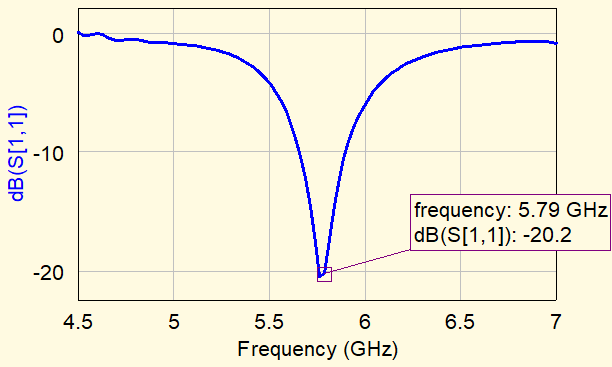 0
-10
-20
dB(S[1,1])
frequency: 5.79 GHz
dB(S[1,1]): -20.2
4.5 5 5.5 6 6.5 7
Frequency (GHz)